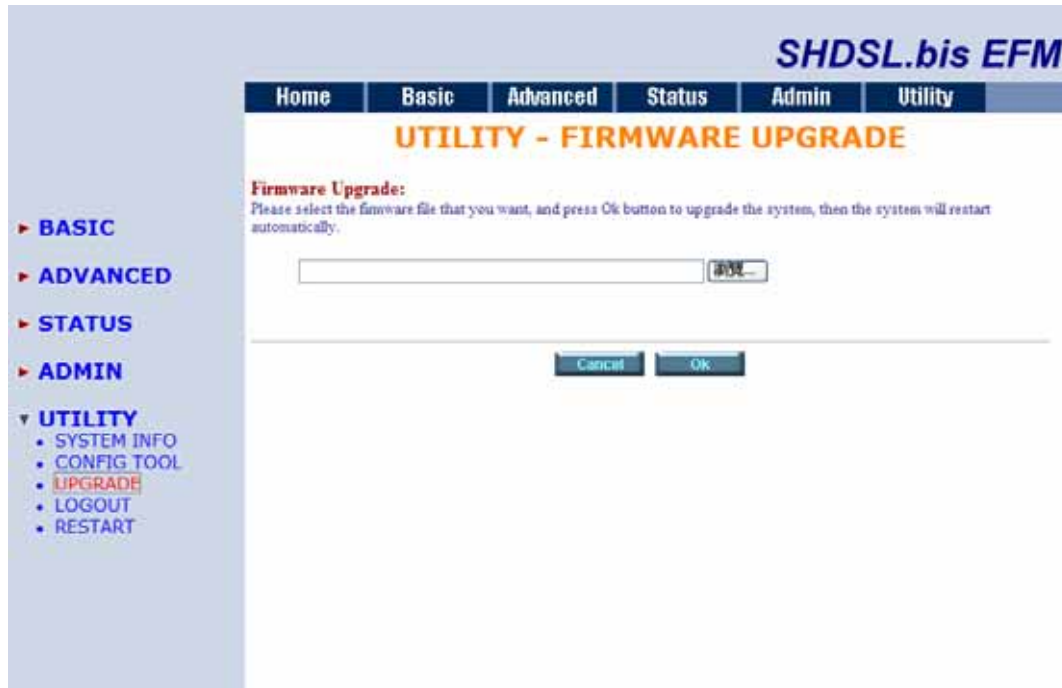 SHDSL.bis EFM
Home Basic Advanced Status Admin Utility
UTILITY - FIRMWARE UPGRADE
Firmware Upgrade:
Please select the firmware file that you want, and press Ok button to upgrade the system, then the system will restart
automatically.
瀏覽...
Cancel Ok
BASIC
ADVANCED
STATUS
ADMIN
UTILITY
SYSTEM INFO
CONFIG TOOL
UPGRADE
LOGOUT
RESTART